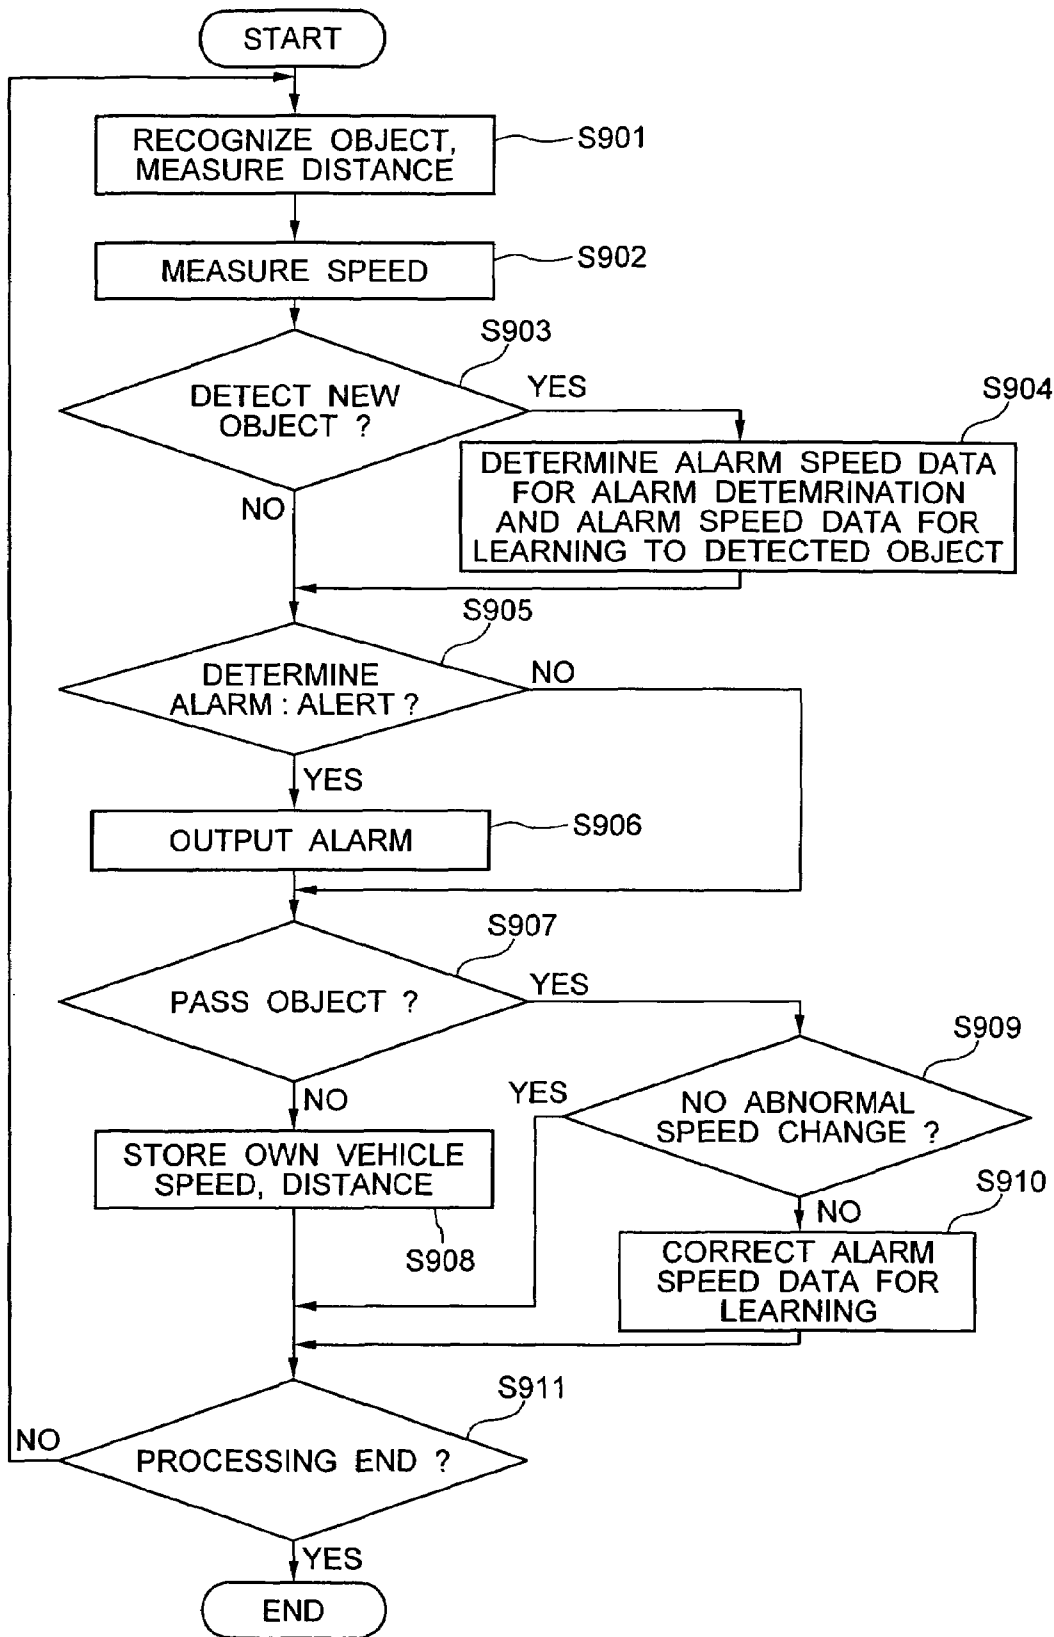 START
RECOGNIZE OBJECT,
MEASURE DISTANCE
S901
MEASURE SPEED
S902
S903
DETECT NEW
OBJECT ?
YES
NO
S904
DETERMINE ALARM SPEED DATA
FOR ALARM DETEMRINATION
AND ALARM SPEED DATA FOR
LEARNING TO DETECTED OBJECT
S905
DETERMINE
ALARM : ALERT ?
NO
YES
OUTPUT ALARM
S906
S907
PASS OBJECT ?
YES
NO
S909
NO ABNORMAL
SPEED CHANGE ?
YES
NO
STORE OWN VEHICLE
SPEED, DISTANCE
S908
S910
CORRECT ALARM
SPEED DATA FOR
LEARNING
S911
PROCESSING END ?
NO
YES
END